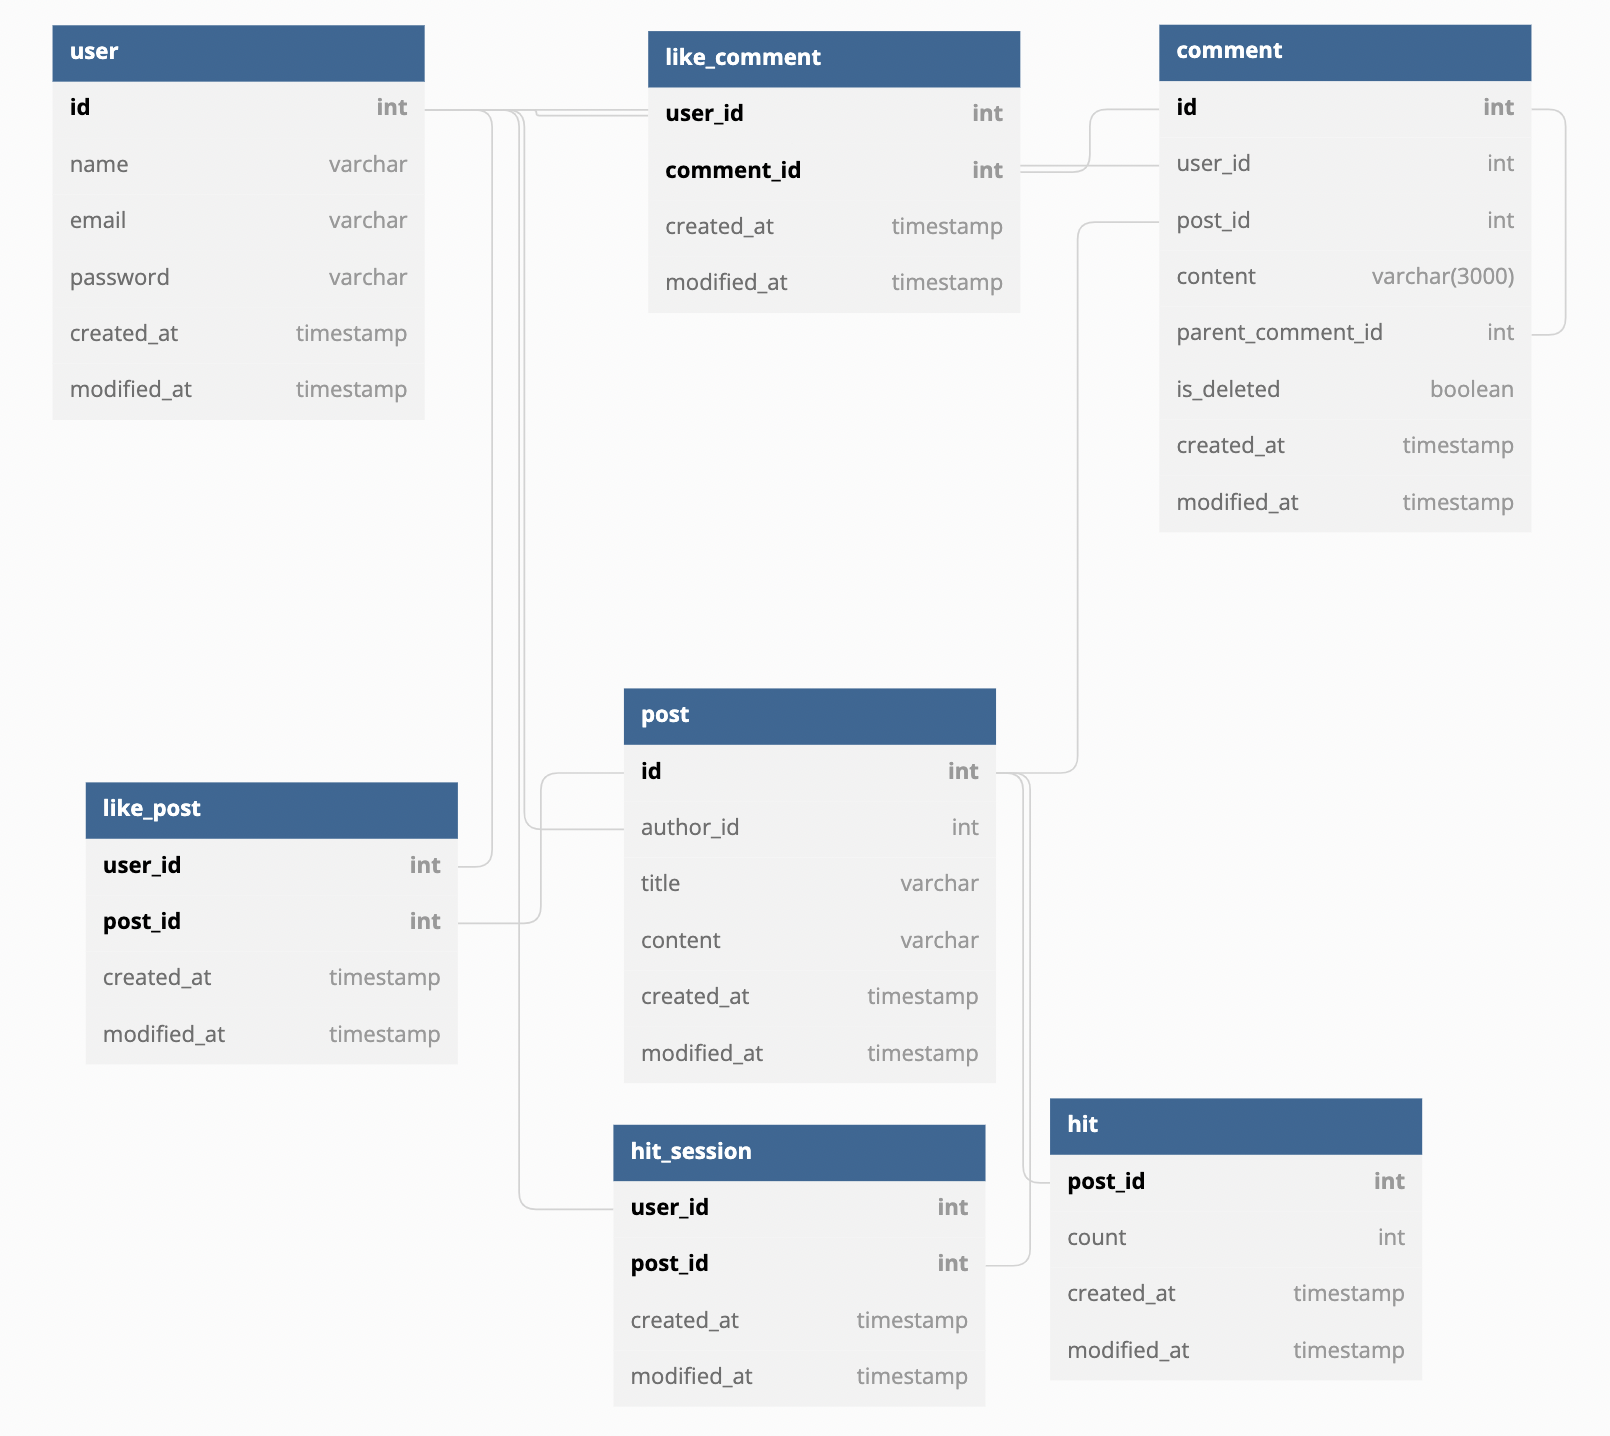 user
id int
name varchar
email varchar
password varchar
created_at timestamp
modified_at timestamp
like_comment
user_id int
comment_id int
created_at timestamp
modified_at timestamp
comment
id int
user_id int
post_id int
content varchar(3000)
parent_comment_id int
is_deleted boolean
created_at timestamp
modified_at timestamp
like_post
user_id int
post_id int
created_at timestamp
modified_at timestamp
post
id int
author_id int
title varchar
content varchar
created_at timestamp
modified_at timestamp
hit_session
user_id int
post_id int
created_at timestamp
modified_at timestamp
hit
post_id int
count int
created_at timestamp
modified_at timestamp